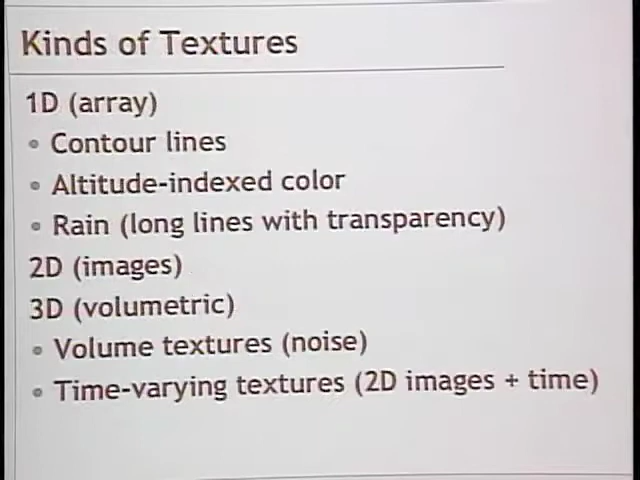 Kinds of Textures
1D (array)
• Contour lines
• Altitude-indexed color
• Rain (long lines with transparency)
2D (images)
3D (volumetric)
• Volume textures (noise)
• Time-varying textures (2D images + time)